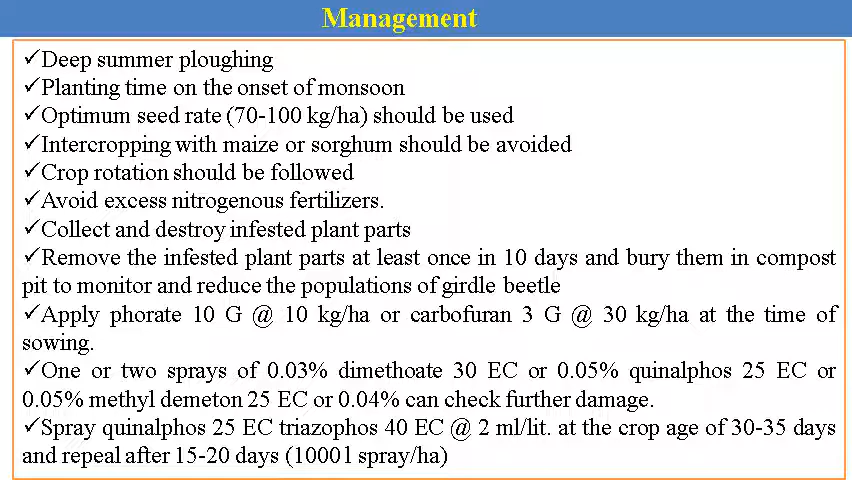 Management
✓Deep summer ploughing
✓Planting time on the onset of monsoon
✓Optimum seed rate (70-100 kg/ha) should be used
✓Intercropping with maize or sorghum should be avoided
✓Crop rotation should be followed
✓Avoid excess nitrogenous fertilizers.
✓Collect and destroy infested plant parts
✓Remove the infested plant parts at least once in 10 days and bury them in compost
pit to monitor and reduce the populations of girdle beetle
✓Apply phorate 10 G @ 10 kg/ha or carbofuran 3 G @ 30 kg/ha at the time of
sowing.
✓One or two sprays of 0.03% dimethoate 30 EC or 0.05% quinalphos 25 EC or
0.05% methyl demeton 25 EC or 0.04% can check further damage.
✓Spray quinalphos 25 EC triazophos 40 EC @ 2 ml/lit. at the crop age of 30-35 days
and repeal after 15-20 days (1000 l spray/ha)